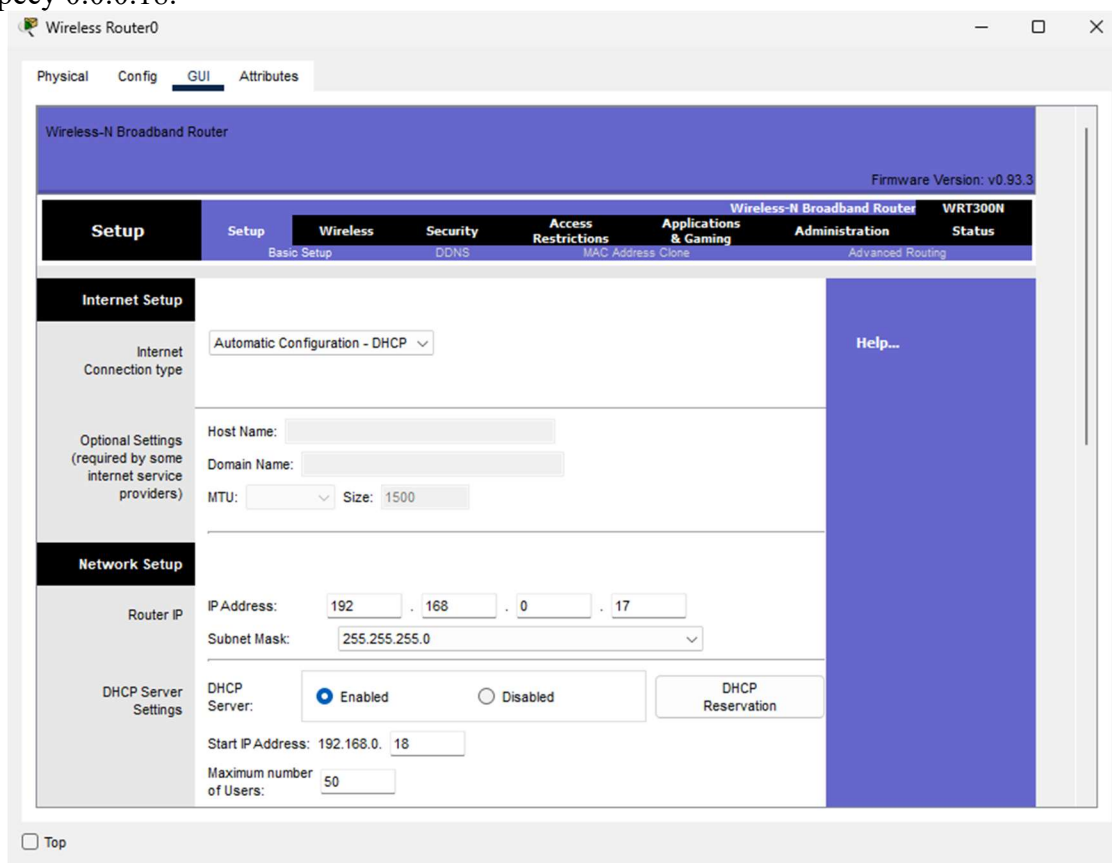 0.0.0.18.
Wireless Router0
Physical Config GUI Attributes
Wireless-N Broadband Router
Firmware Version: v0.93.3
Wireless-N Broadband Router WRT300N
Setup
Setup Wireless Security Access Restrictions Applications & Gaming Administration Status
Basic Setup DDNS MAC Address Clone Advanced Routing
Internet Setup
Internet Connection type
Automatic Configuration - DHCP
Help...
Optional Settings (required by some internet service providers)
Host Name:
Domain Name:
MTU: Size: 1500
Network Setup
Router IP
IP Address: 192 . 168 . 0 . 17
Subnet Mask: 255.255.255.0
DHCP Server Settings
DHCP Server: Enabled Disabled DHCP Reservation
Start IP Address: 192.168.0. 18
Maximum number of Users: 50
Top